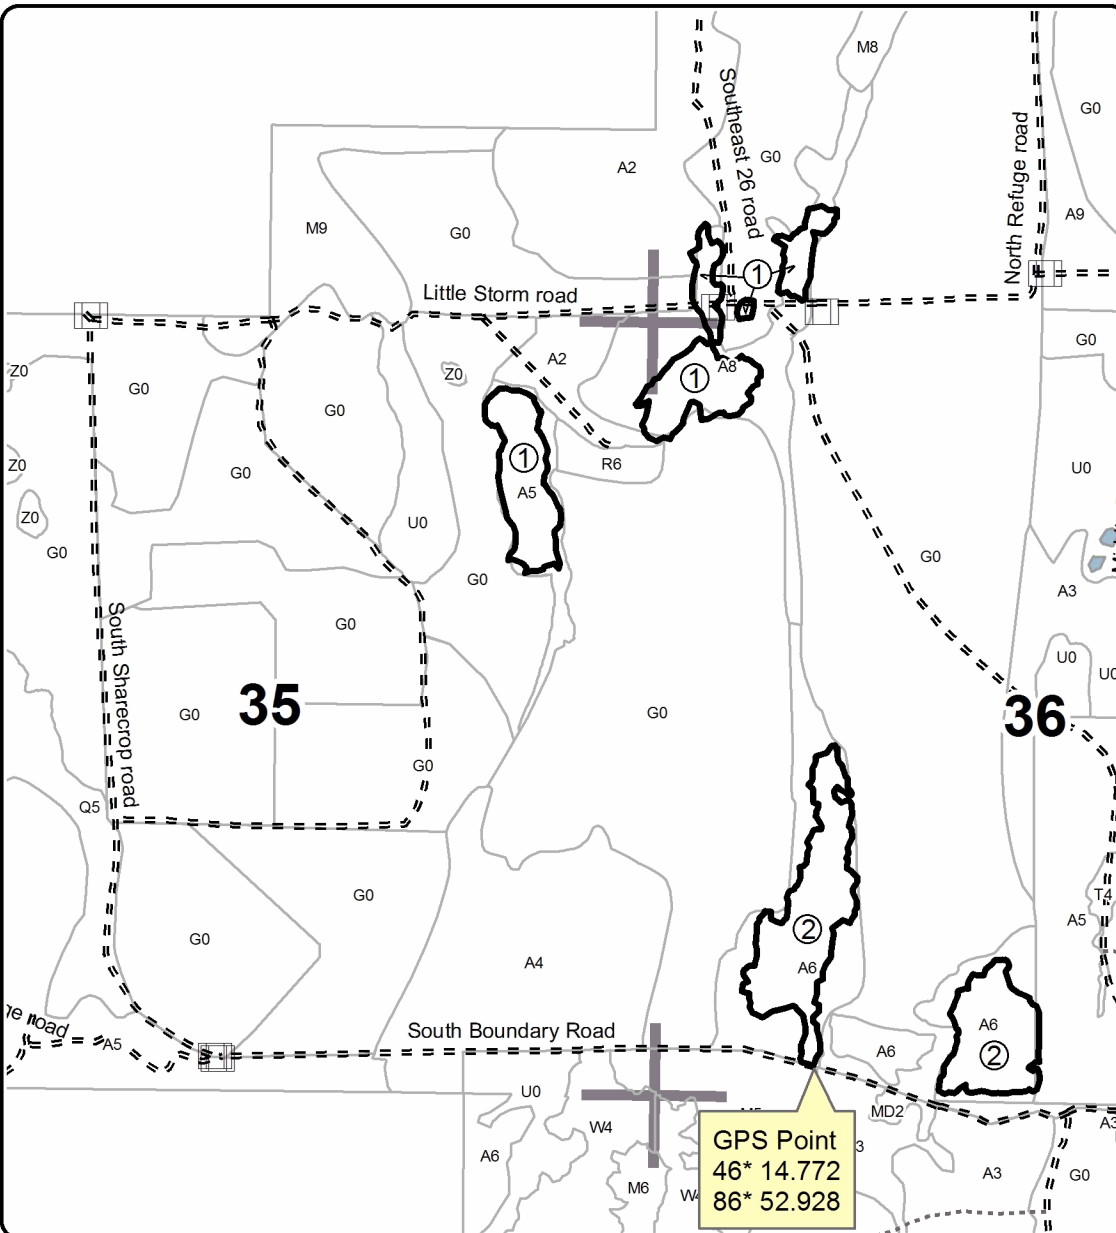 M8
G0
Southeast 26 road
G0
North Refuge road
A2
A9
M9
G0
1
Little Storm road
Z0
G0
Z0
A2
A8
G0
G0
1
1
Z0
G0
R6
U0
A5
Z0
U0
G0
G0
G0
A3
South Sharecrop road
G0
U0
U0
35
G0
G0
36
G0
Q5
T4
G0
A5
2
G0
A4
A6
road
A5
South Boundary Road
A6
A6
2
U0
MD2
W4
A3
A6
M6
A3
G0
GPS Point
46* 14.772
86* 52.928